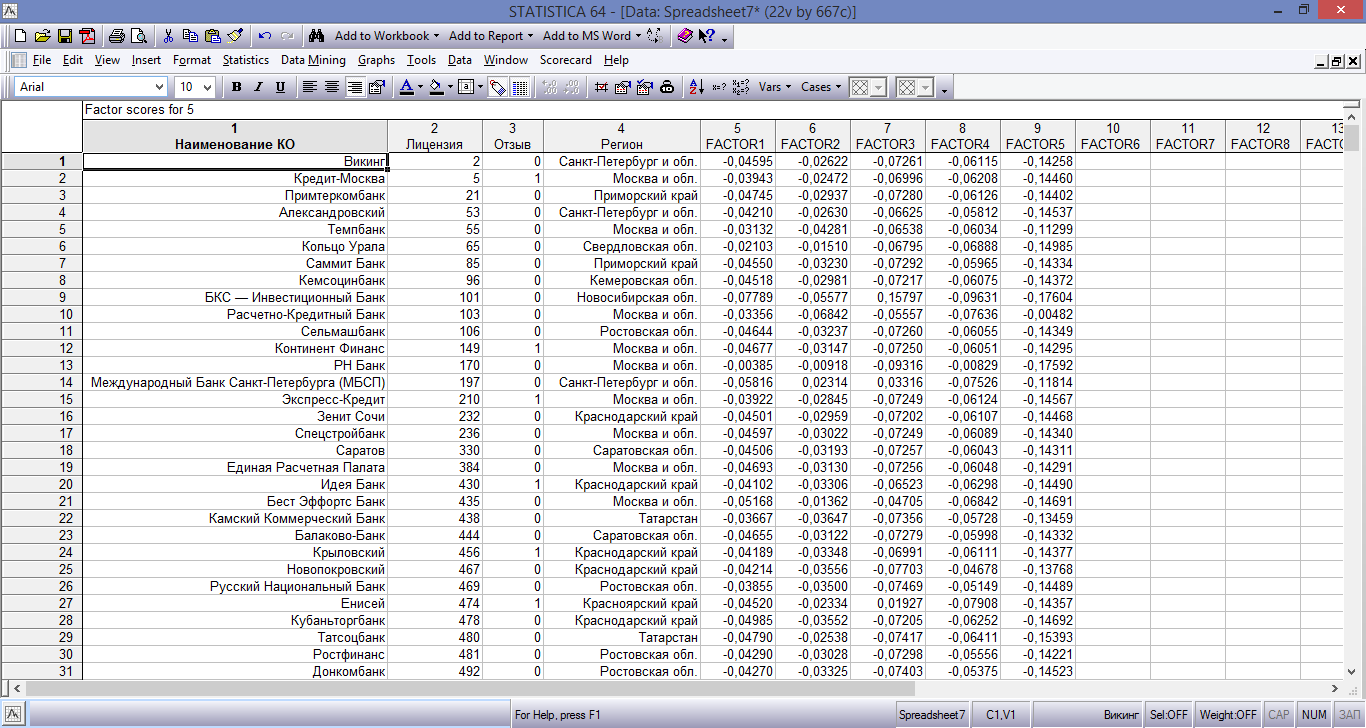 STATISTICA 64 - [Data: Spreadsheet7* (22v by 667c)]
Add to Workbook Add to Report Add to MS Word
File Edit View Insert Format Statistics Data Mining Graphs Tools Data Window Scorecard Help
Arial 10 B I U A Vars Cases
Factor scores for 5
1 2 3 4 5 6 7 8 9 10 11 12 13
Наименование КО Лицензия Отзыв Регион FACTOR1 FACTOR2 FACTOR3 FACTOR4 FACTOR5 FACTOR6 FACTOR7 FACTOR8 FACTO
1 Викинг 2 0 Санкт-Петербург и обл. -0,04595 -0,02622 -0,07261 -0,06115 -0,14258
2 Кредит-Москва 5 1 Москва и обл. -0,03943 -0,02472 -0,06996 -0,06208 -0,14460
3 Примтеркомбанк 21 0 Приморский край -0,04745 -0,02937 -0,07280 -0,06126 -0,14402
4 Александровский 53 0 Санкт-Петербург и обл. -0,04210 -0,02630 -0,06625 -0,05812 -0,14537
5 Темпбанк 55 0 Москва и обл. -0,03132 -0,04281 -0,06538 -0,06034 -0,11299
6 Кольцо Урала 65 0 Свердловская обл. -0,02103 -0,01510 -0,06795 -0,06888 -0,14985
7 Саммит Банк 85 0 Приморский край -0,04550 -0,03230 -0,07292 -0,05965 -0,14334
8 Кемсоцинбанк 96 0 Кемеровская обл. -0,04518 -0,02981 -0,07217 -0,06075 -0,14372
9 БКС — Инвестиционный Банк 101 0 Новосибирская обл. -0,07789 -0,05577 0,15797 -0,09631 -0,17604
10 Расчетно-Кредитный Банк 103 0 Москва и обл. -0,03356 -0,06842 -0,05557 -0,07636 -0,00482
11 Сельмашбанк 106 0 Ростовская обл. -0,04644 -0,03237 -0,07260 -0,06055 -0,14349
12 Континент Финанс 149 1 Москва и обл. -0,04677 -0,03147 -0,07250 -0,06051 -0,14295
13 РН Банк 170 0 Москва и обл. -0,00385 -0,00918 -0,09316 -0,00829 -0,17592
14 Международный Банк Санкт-Петербурга (МБСП) 197 0 Санкт-Петербург и обл. -0,05816 0,02314 0,03316 -0,07526 -0,11814
15 Экспресс-Кредит 210 1 Москва и обл. -0,03922 -0,02845 -0,07249 -0,06124 -0,14567
16 Зенит Сочи 232 0 Краснодарский край -0,04501 -0,02959 -0,07202 -0,06107 -0,14468
17 Спецстройбанк 236 0 Москва и обл. -0,04597 -0,03022 -0,07249 -0,06089 -0,14340
18 Саратов 330 0 Саратовская обл. -0,04506 -0,03193 -0,07257 -0,06043 -0,14311
19 Единая Расчетная Палата 384 0 Москва и обл. -0,04693 -0,03130 -0,07256 -0,06048 -0,14291
20 Идея Банк 430 1 Краснодарский край -0,04102 -0,03306 -0,06523 -0,06298 -0,14490
21 Бест Эффортс Банк 435 0 Москва и обл. -0,05168 -0,01362 -0,04705 -0,06842 -0,14691
22 Камский Коммерческий Банк 438 0 Татарстан -0,03667 -0,03647 -0,07356 -0,05728 -0,13459
23 Балаково-Банк 444 0 Саратовская обл. -0,04655 -0,03122 -0,07279 -0,05998 -0,14332
24 Крыловский 456 1 Краснодарский край -0,04189 -0,03348 -0,06991 -0,06111 -0,14377
25 Новопокровский 467 0 Краснодарский край -0,04214 -0,03556 -0,07703 -0,04678 -0,13768
26 Русский Национальный Банк 469 0 Ростовская обл. -0,03855 -0,03500 -0,07469 -0,05149 -0,14489
27 Енисей 474 1 Красноярский край -0,04520 -0,02334 0,01927 -0,07908 -0,14357
28 Кубаньторгбанк 478 0 Краснодарский край -0,04985 -0,03552 -0,07205 -0,06252 -0,14692
29 Татсоцбанк 480 0 Татарстан -0,04790 -0,02538 -0,07417 -0,06411 -0,15393
30 Ростфинанс 481 0 Ростовская обл. -0,04290 -0,03028 -0,07298 -0,05556 -0,14221
31 Донкомбанк 492 0 Ростовская обл. -0,04270 -0,03325 -0,07403 -0,05375 -0,14523
For Help, press F1 Spreadsheet7 C1,V1 Викинг Sel:OFF Weight:OFF CAP NUM ЗАП